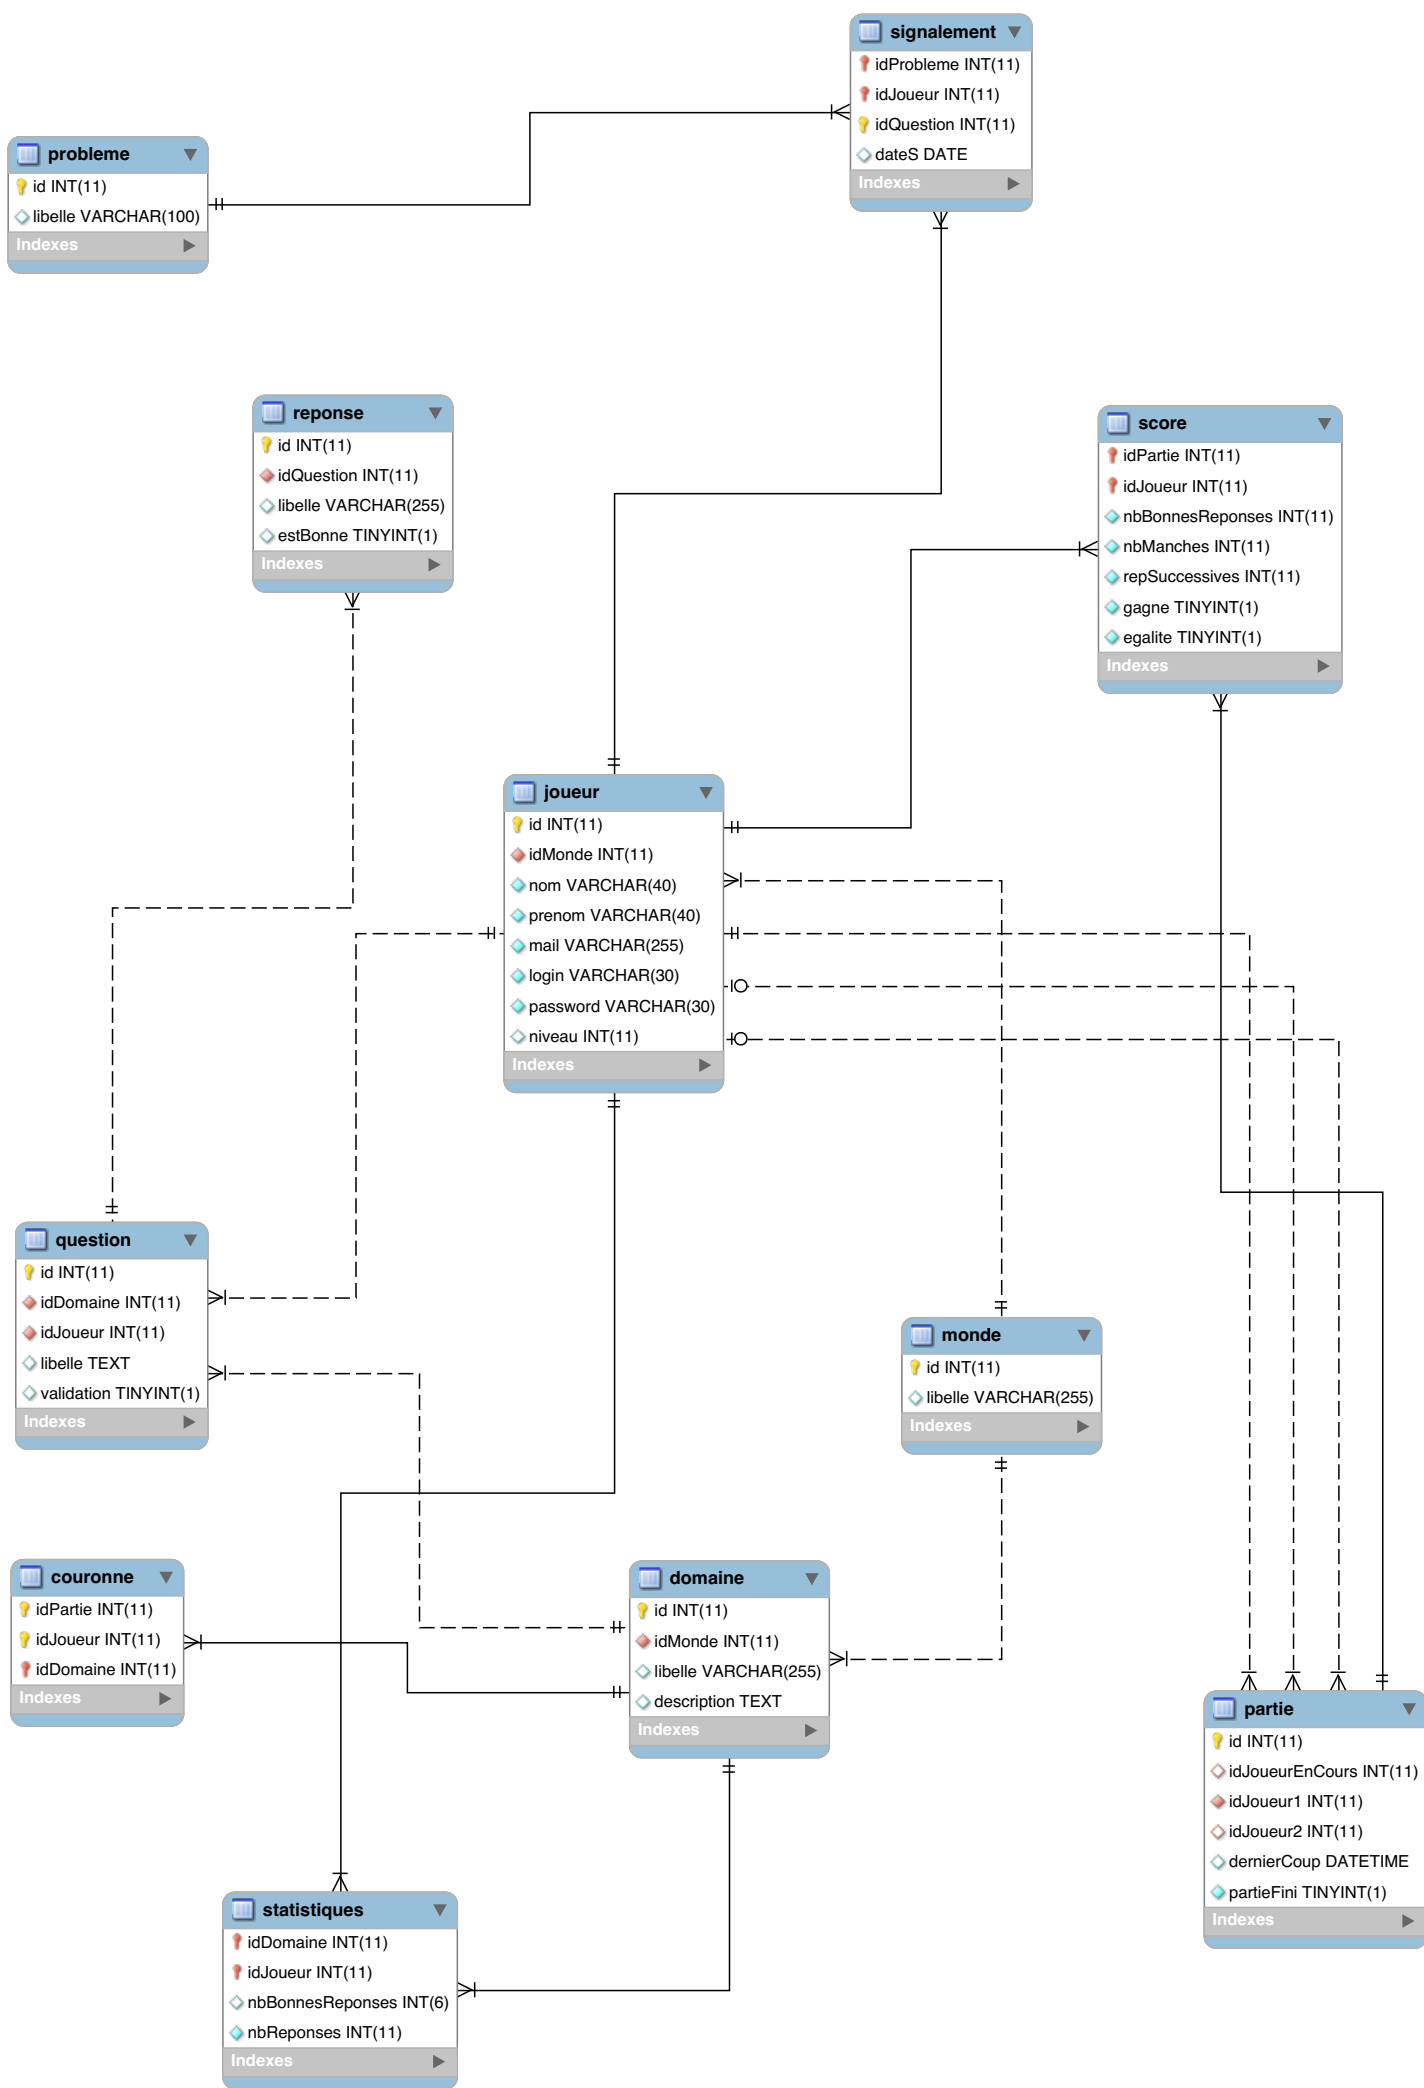 signalement
idProbleme INT(11)
idJoueur INT(11)
idQuestion INT(11)
dateS DATE
Indexes
probleme
id INT(11)
libelle VARCHAR(100)
Indexes
reponse
id INT(11)
idQuestion INT(11)
libelle VARCHAR(255)
estBonne TINYINT(1)
Indexes
score
idPartie INT(11)
idJoueur INT(11)
nbBonnesReponses INT(11)
nbManches INT(11)
repSuccessives INT(11)
gagne TINYINT(1)
egalite TINYINT(1)
Indexes
joueur
id INT(11)
idMonde INT(11)
nom VARCHAR(40)
prenom VARCHAR(40)
mail VARCHAR(255)
login VARCHAR(30)
password VARCHAR(30)
niveau INT(11)
Indexes
question
id INT(11)
idDomaine INT(11)
idJoueur INT(11)
libelle TEXT
validation TINYINT(1)
Indexes
monde
id INT(11)
libelle VARCHAR(255)
Indexes
couronne
idPartie INT(11)
idJoueur INT(11)
idDomaine INT(11)
Indexes
domaine
id INT(11)
idMonde INT(11)
libelle VARCHAR(255)
description TEXT
Indexes
partie
id INT(11)
idJoueurEnCours INT(11)
idJoueur1 INT(11)
idJoueur2 INT(11)
dernierCoup DATETIME
partieFini TINYINT(1)
Indexes
statistiques
idDomaine INT(11)
idJoueur INT(11)
nbBonnesReponses INT(6)
nbReponses INT(11)
Indexes